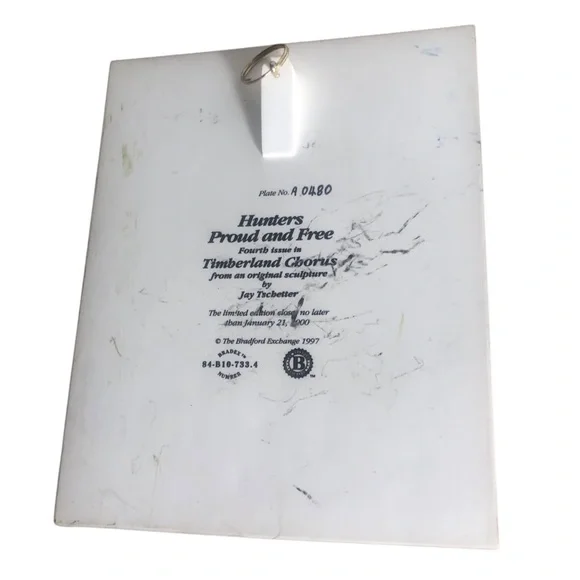 Plate No. A 0480
Hunters
Proud and Free
Fourth issue in
Timberland Chorus
from an original sculpture
by
Jay Tschetter
The limited edition closes no later
than January 21, 2000
© The Bradford Exchange 1997
BRADEX™
84-B10-733.4
NUMBER
B
™